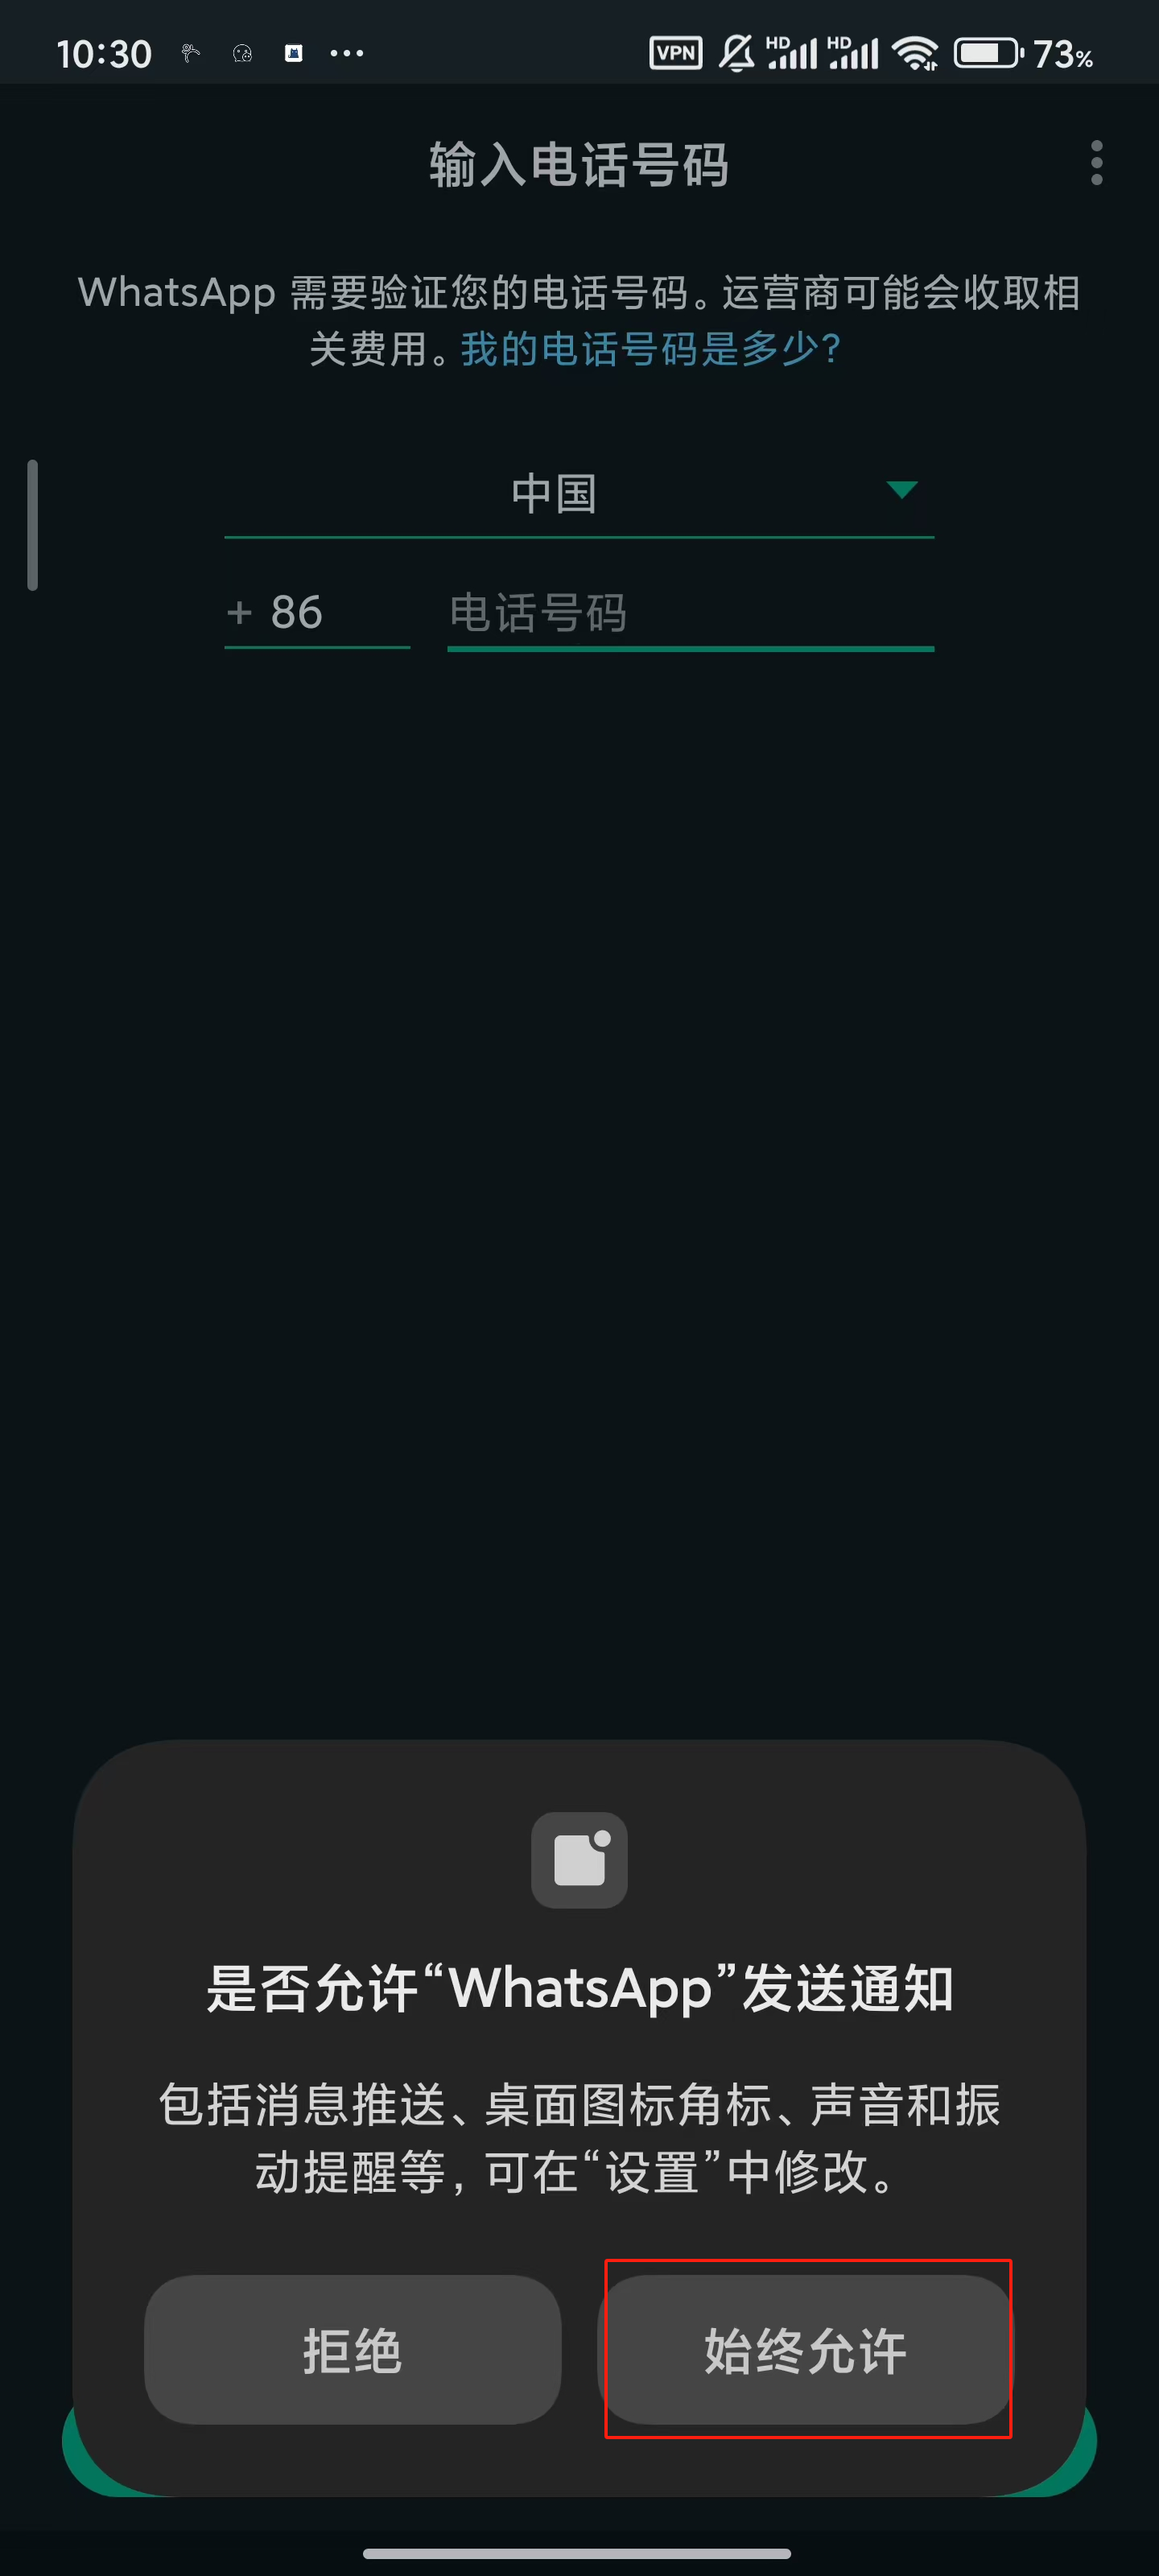 10:30 VPN HD HD 73%
输入电话号码
WhatsApp 需要验证您的电话号码。运营商可能会收取相
关费用。我的电话号码是多少?
中国
+ 86 电话号码
是否允许“WhatsApp”发送通知
包括消息推送、桌面图标角标、声音和振
动提醒等，可在“设置”中修改。
拒绝 始终允许